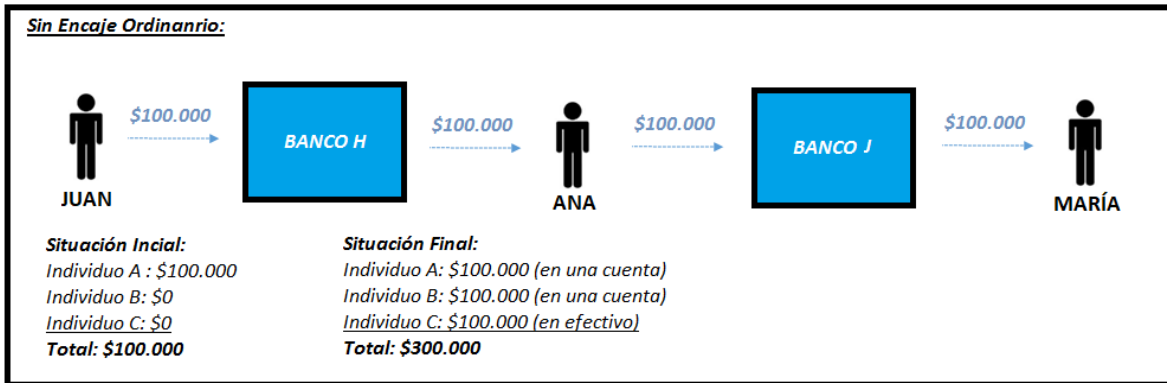 Sin Encaje Ordinanrio:
$100.000
$100.000
$100.000
$100.000
BANCO H
BANCO J
JUAN
ANA
MARÍA
Situación Incial:
Individuo A : $100.000
Individuo B: $0
Individuo C: $0
Total: $100.000
Situación Final:
Individuo A: $100.000 (en una cuenta)
Individuo B: $100.000 (en una cuenta)
Individuo C: $100.000 (en efectivo)
Total: $300.000